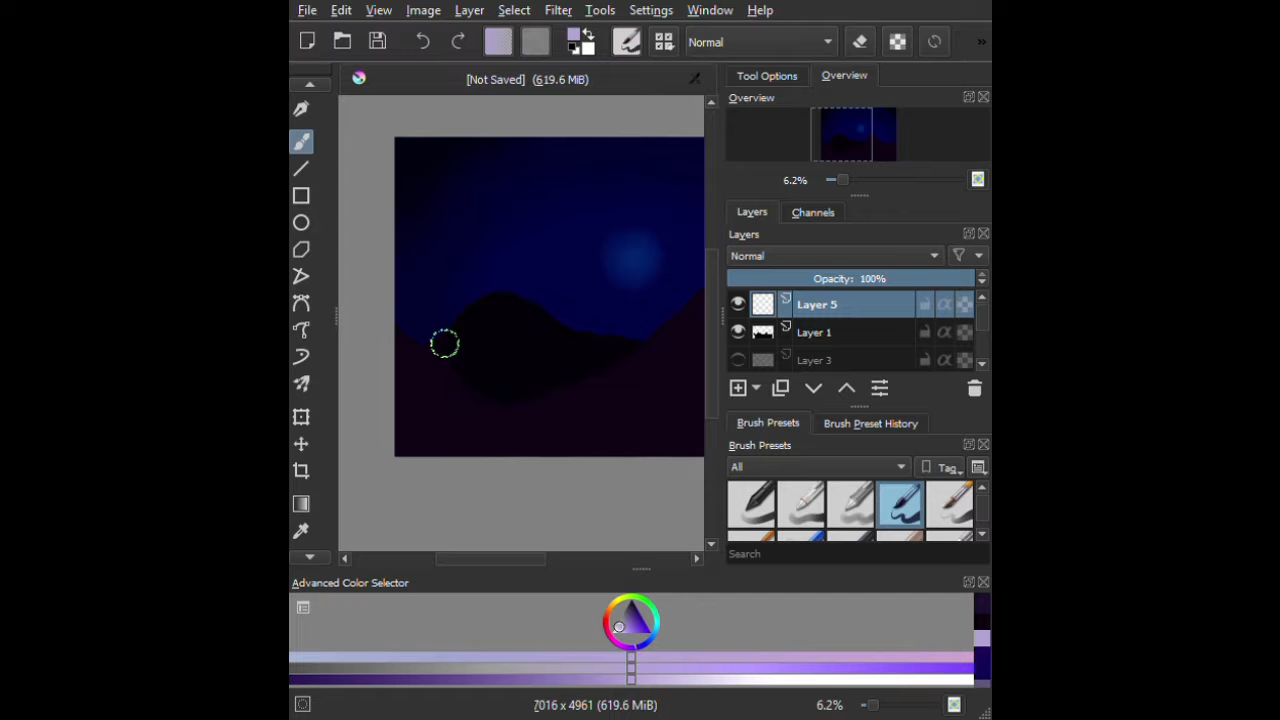 File Edit View Image Layer Select Filter Tools Settings Window Help
Normal
»
[Not Saved] (619.6 MiB)
Tool Options Overview
Overview
6.2%
Layers Channels
Layers
Normal
Opacity: 100%
Layer 5
Layer 1
Layer 3
Brush Presets Brush Preset History
Brush Presets
All
Tag
Search
Advanced Color Selector
7016 x 4961 (619.6 MiB)
6.2%